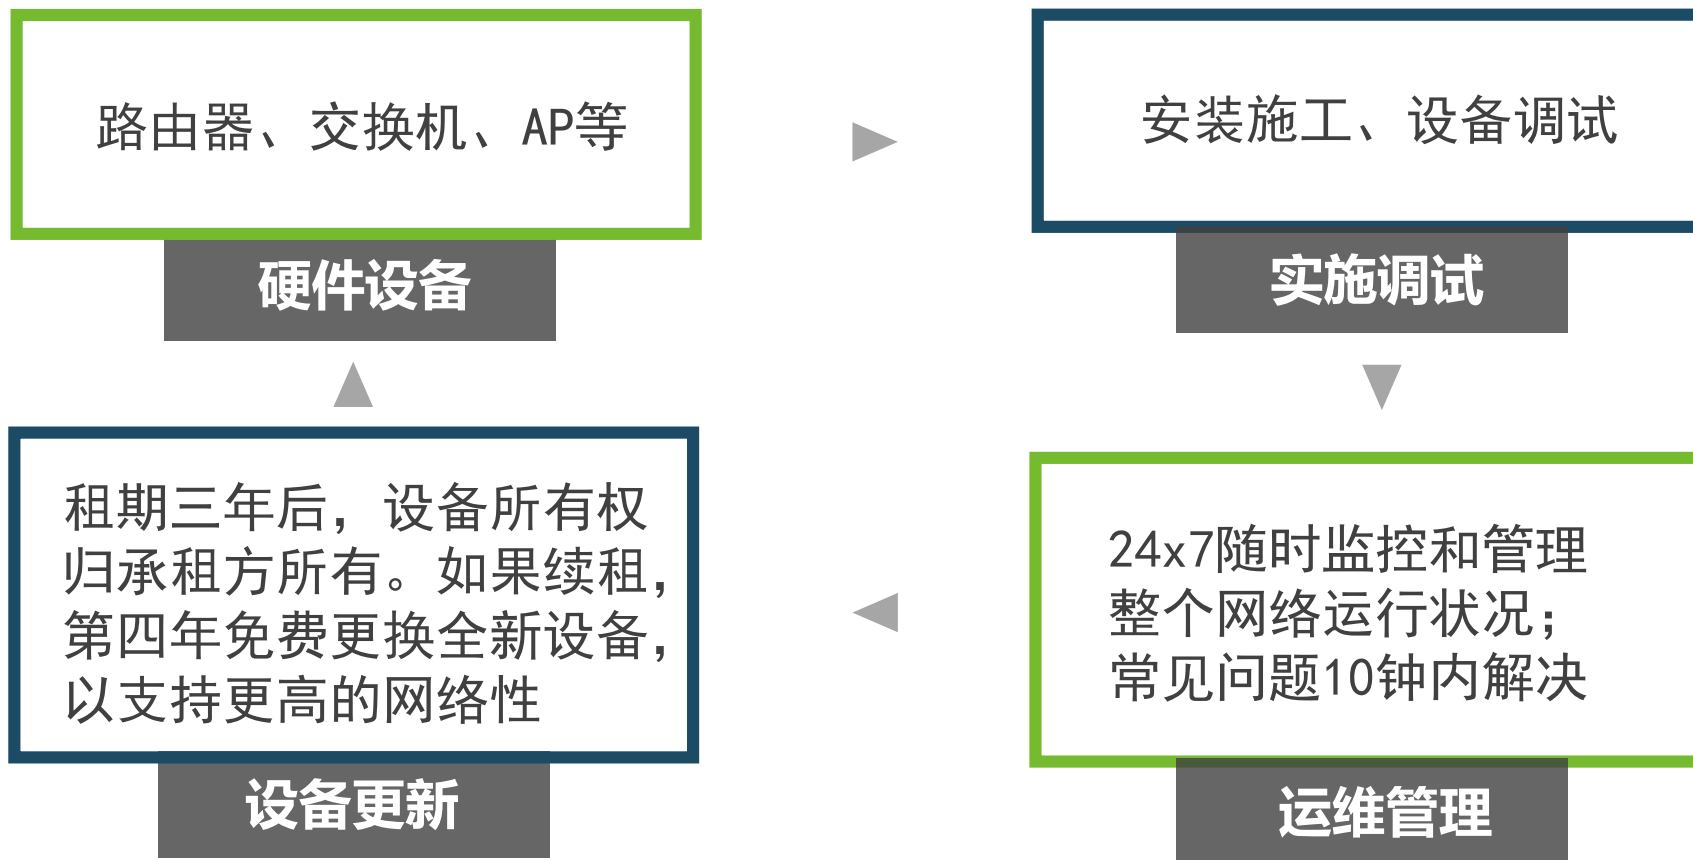 路由器、交换机、AP等
硬件设备
安装施工、设备调试
实施调试
24x7随时监控和管理
整个网络运行状况；
常见问题10钟内解决
运维管理
租期三年后，设备所有权
归承租方所有。如果续租，
第四年免费更换全新设备，
以支持更高的网络性
设备更新